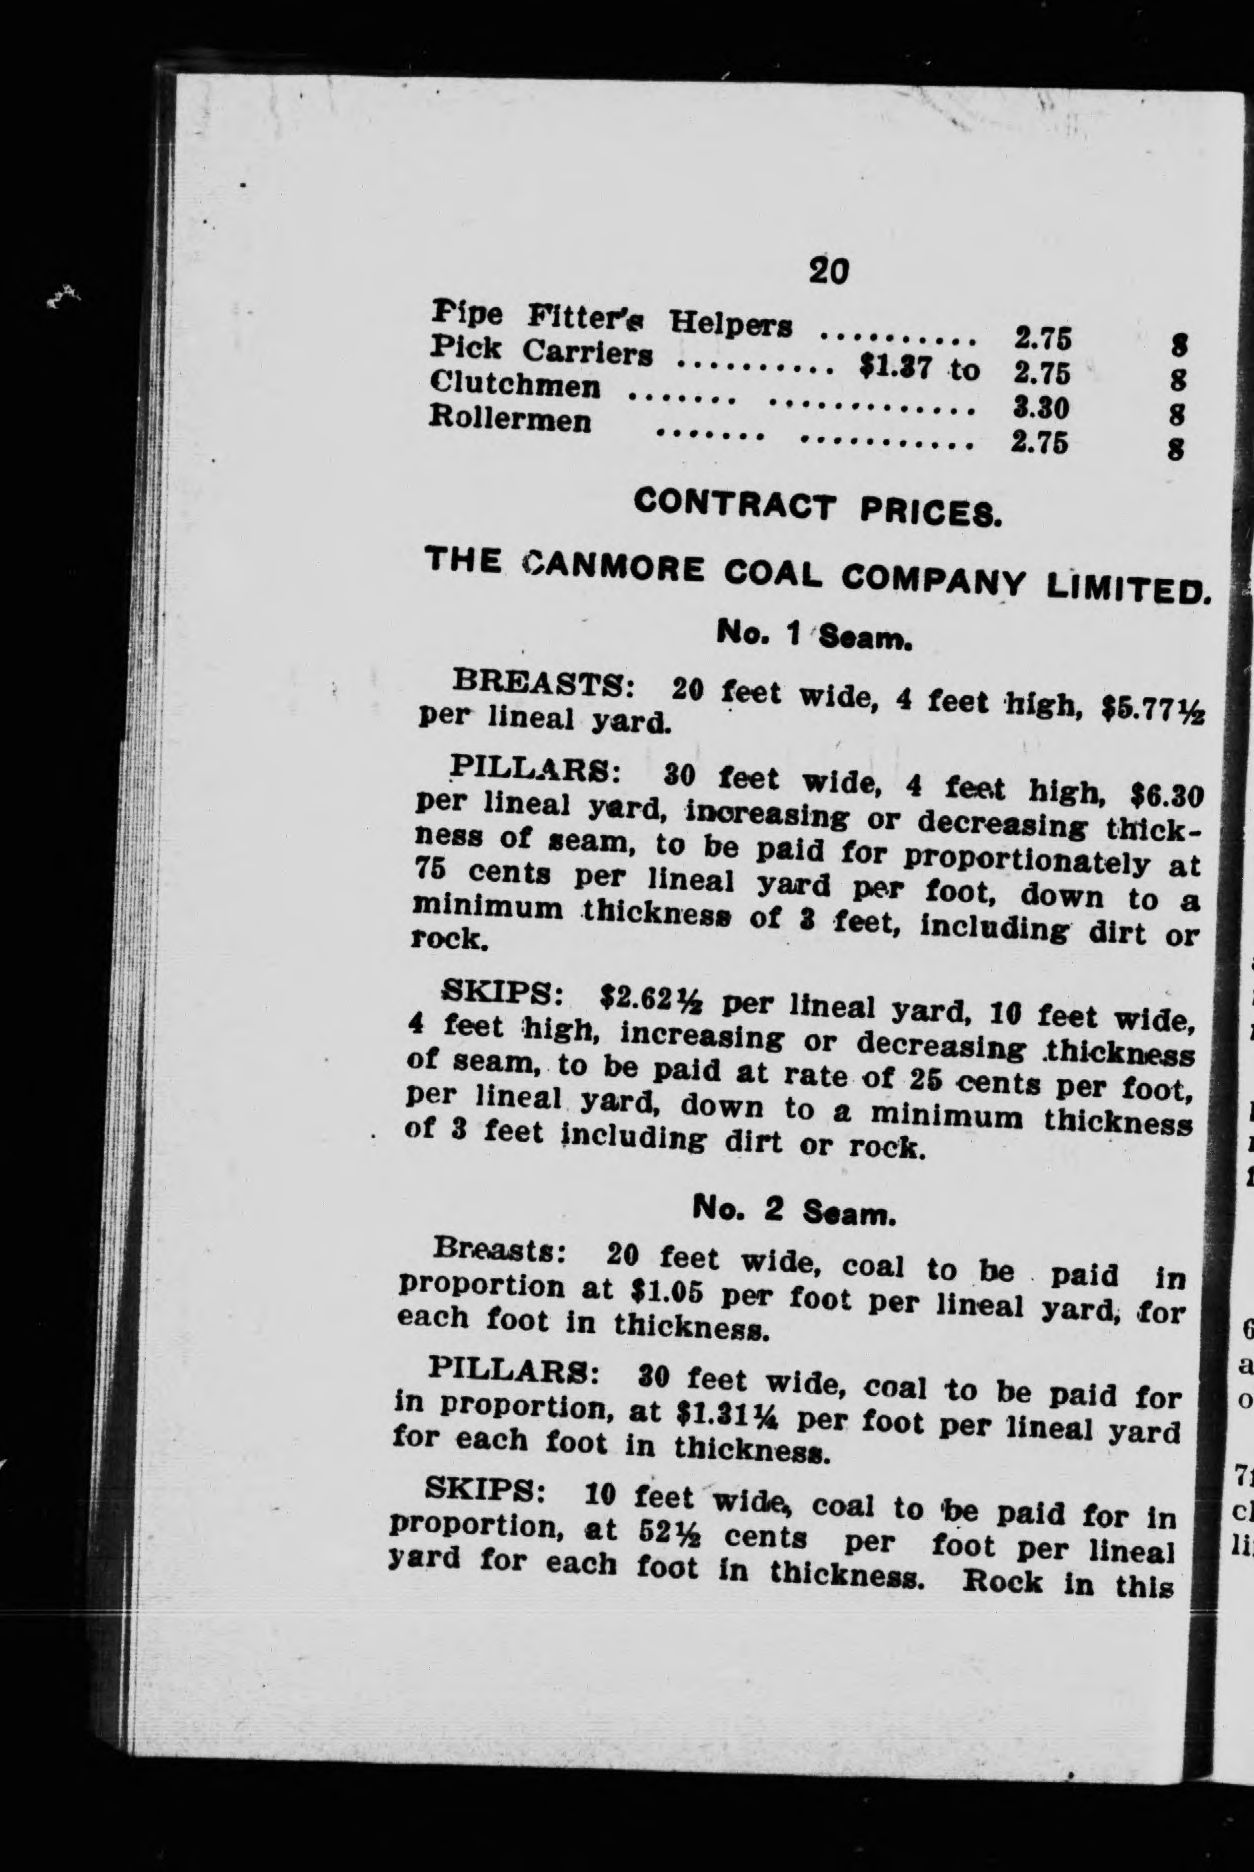 20
Pipe Fitter's Helpers .......... 2.75 8
Pick Carriers .......... $1.37 to 2.75 8
Clutchmen ....... ............. 3.30 8
Rollermen ....... ........... 2.75 8
CONTRACT PRICES.
THE CANMORE COAL COMPANY LIMITED.
No. 1 Seam.
BREASTS: 20 feet wide, 4 feet high, $5.77½
per lineal yard.
PILLARS: 30 feet wide, 4 feet high, $6.30
per lineal yard, increasing or decreasing thick-
ness of seam, to be paid for proportionately at
75 cents per lineal yard per foot, down to a
minimum thickness of 3 feet, including dirt or
rock.
SKIPS: $2.62½ per lineal yard, 10 feet wide,
4 feet high, increasing or decreasing thickness
of seam, to be paid at rate of 25 cents per foot,
per lineal yard, down to a minimum thickness
of 3 feet including dirt or rock.
No. 2 Seam.
Breasts: 20 feet wide, coal to be paid in
proportion at $1.05 per foot per lineal yard, for
each foot in thickness.
PILLARS: 30 feet wide, coal to be paid for
in proportion, at $1.31¼ per foot per lineal yard
for each foot in thickness.
SKIPS: 10 feet wide, coal to be paid for in
proportion, at 52½ cents per foot per lineal
yard for each foot in thickness. Rock in this